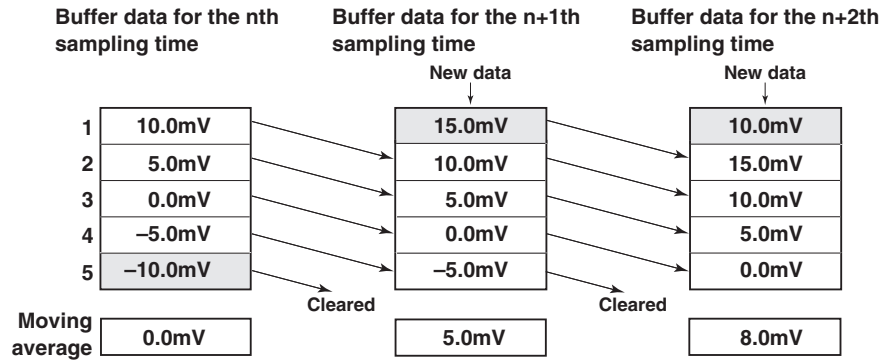 Buffer data for the nth
sampling time
Buffer data for the n+1th
sampling time
Buffer data for the n+2th
sampling time
New data
New data
1 10.0mV 15.0mV 10.0mV
2 5.0mV 10.0mV 15.0mV
3 0.0mV 5.0mV 10.0mV
4 –5.0mV 0.0mV 5.0mV
5 –10.0mV –5.0mV 0.0mV
Cleared
Cleared
Moving
average
0.0mV 5.0mV 8.0mV